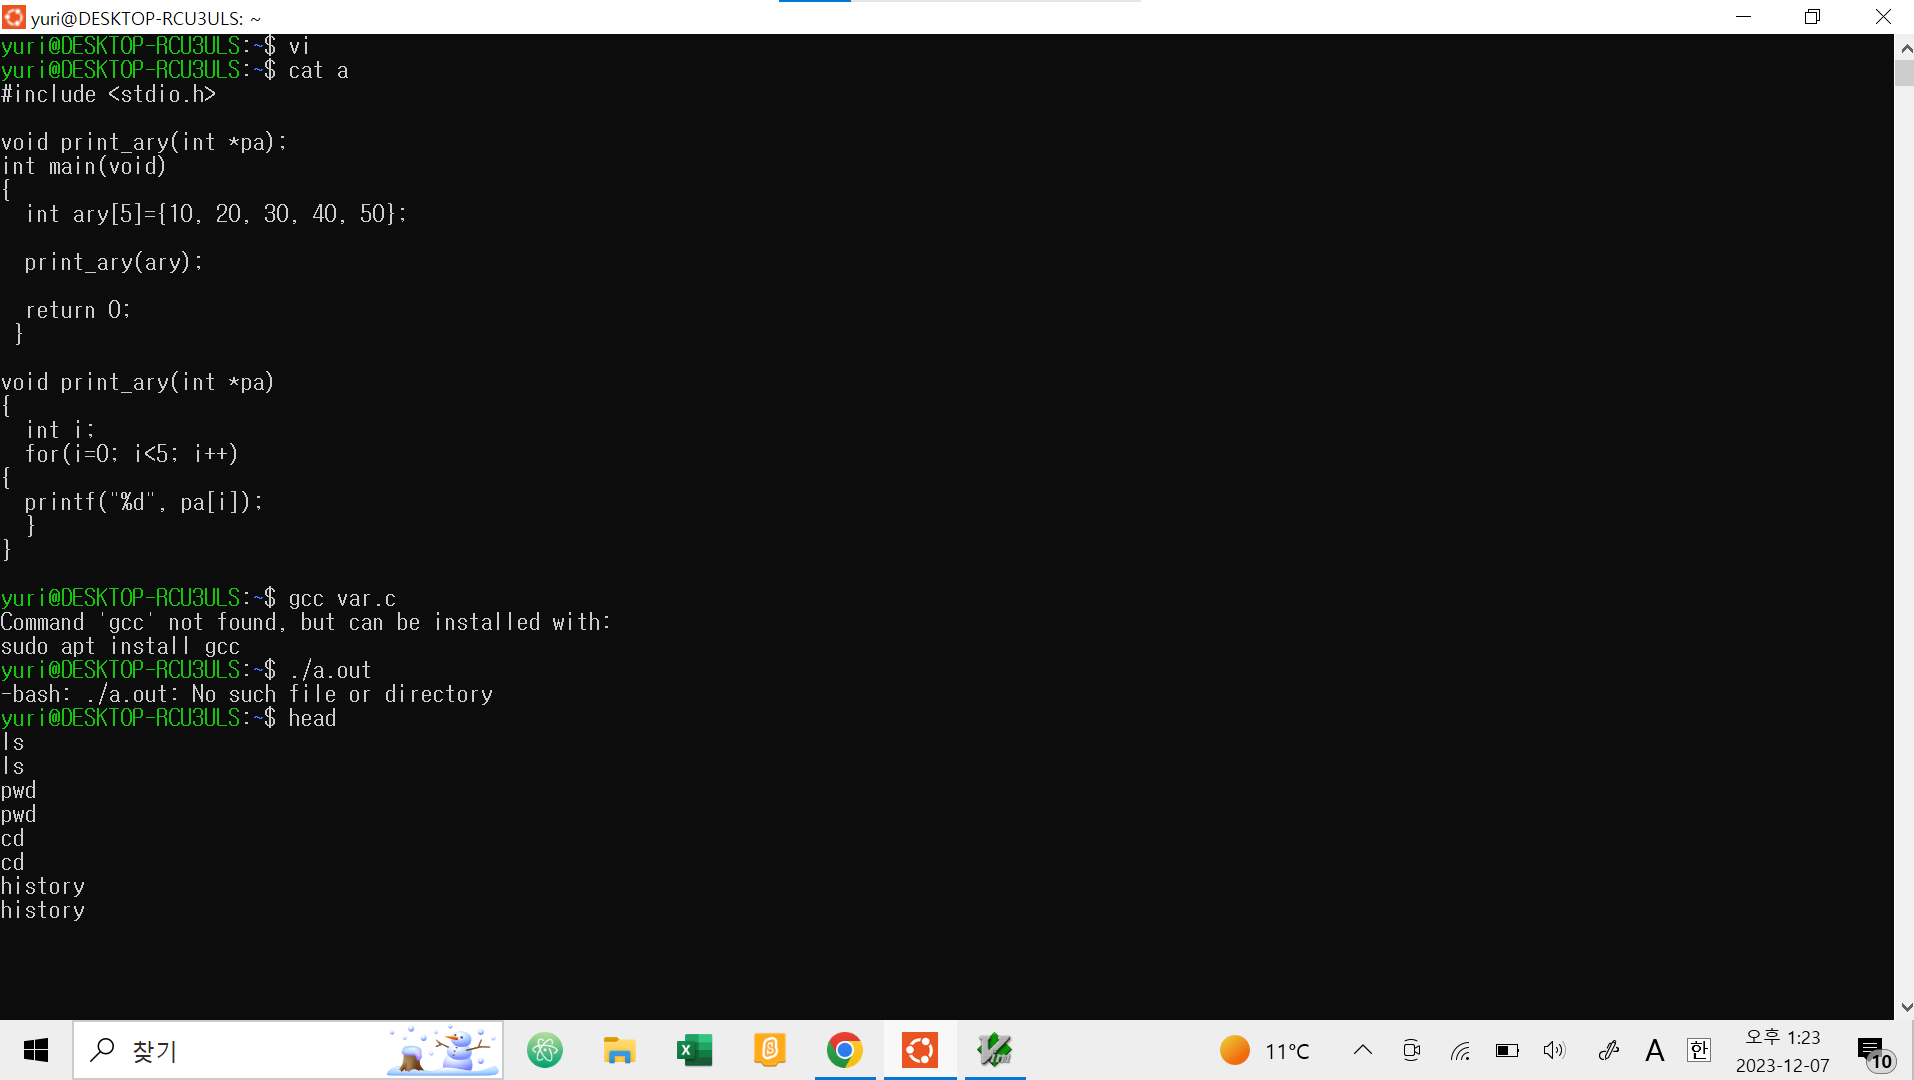 yuri@DESKTOP-RCU3ULS: ~
yuri@DESKTOP-RCU3ULS:~$ vi
yuri@DESKTOP-RCU3ULS:~$ cat a
#include <stdio.h>
void print_ary(int *pa);
int main(void)
{
int ary[5]={10, 20, 30, 40, 50};
print_ary(ary);
return 0;
}
void print_ary(int *pa)
{
int i;
for(i=0; i<5; i++)
{
printf("%d", pa[i]);
}
}
yuri@DESKTOP-RCU3ULS:~$ gcc var.c
Command 'gcc' not found, but can be installed with:
sudo apt install gcc
yuri@DESKTOP-RCU3ULS:~$ ./a.out
-bash: ./a.out: No such file or directory
yuri@DESKTOP-RCU3ULS:~$ head
ls
ls
pwd
pwd
cd
cd
history
history
찾기
11°C
A
한
오후 1:23
2023-12-07
10